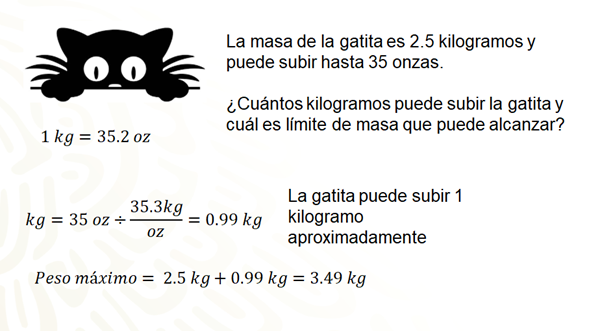 La masa de la gatita es 2.5 kilogramos y
puede subir hasta 35 onzas.
¿Cuántos kilogramos puede subir la gatita y
cuál es límite de masa que puede alcanzar?
1 kg = 35.2 oz
kg = 35 oz ÷ 35.3kg/oz = 0.99 kg
La gatita puede subir 1
kilogramo
aproximadamente
Peso máximo = 2.5 kg + 0.99 kg = 3.49 kg